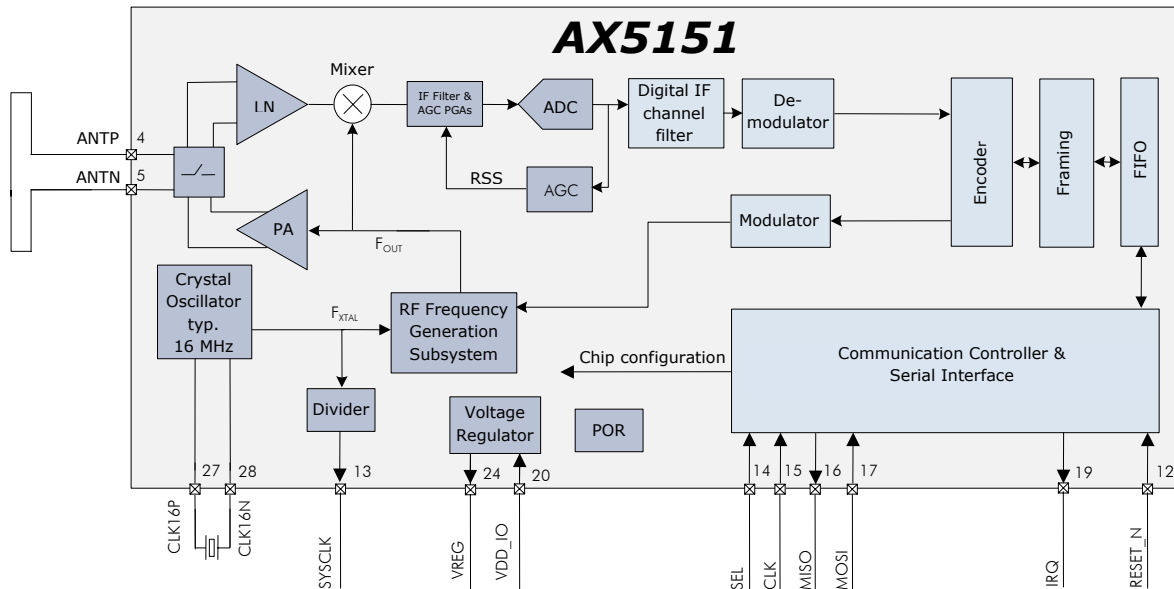 AX5151
Mixer
LN
IF Filter &
AGC PGAs
ADC
Digital IF
channel
filter
De-
modulator
Encoder
Framing
FIFO
ANTP
4
ANTN
5
RSS
AGC
PA
F_OUT
Modulator
Crystal
Oscillator
typ.
16 MHz
F_XTAL
RF Frequency
Generation
Subsystem
Chip configuration
Communication Controller &
Serial Interface
Divider
Voltage
Regulator
POR
27
28
13
24
20
14
15
16
17
19
12
CLK16P
CLK16N
SYSCLK
VREG
VDD_IO
SEL
CLK
MISO
MOSI
IRQ
RESET_N